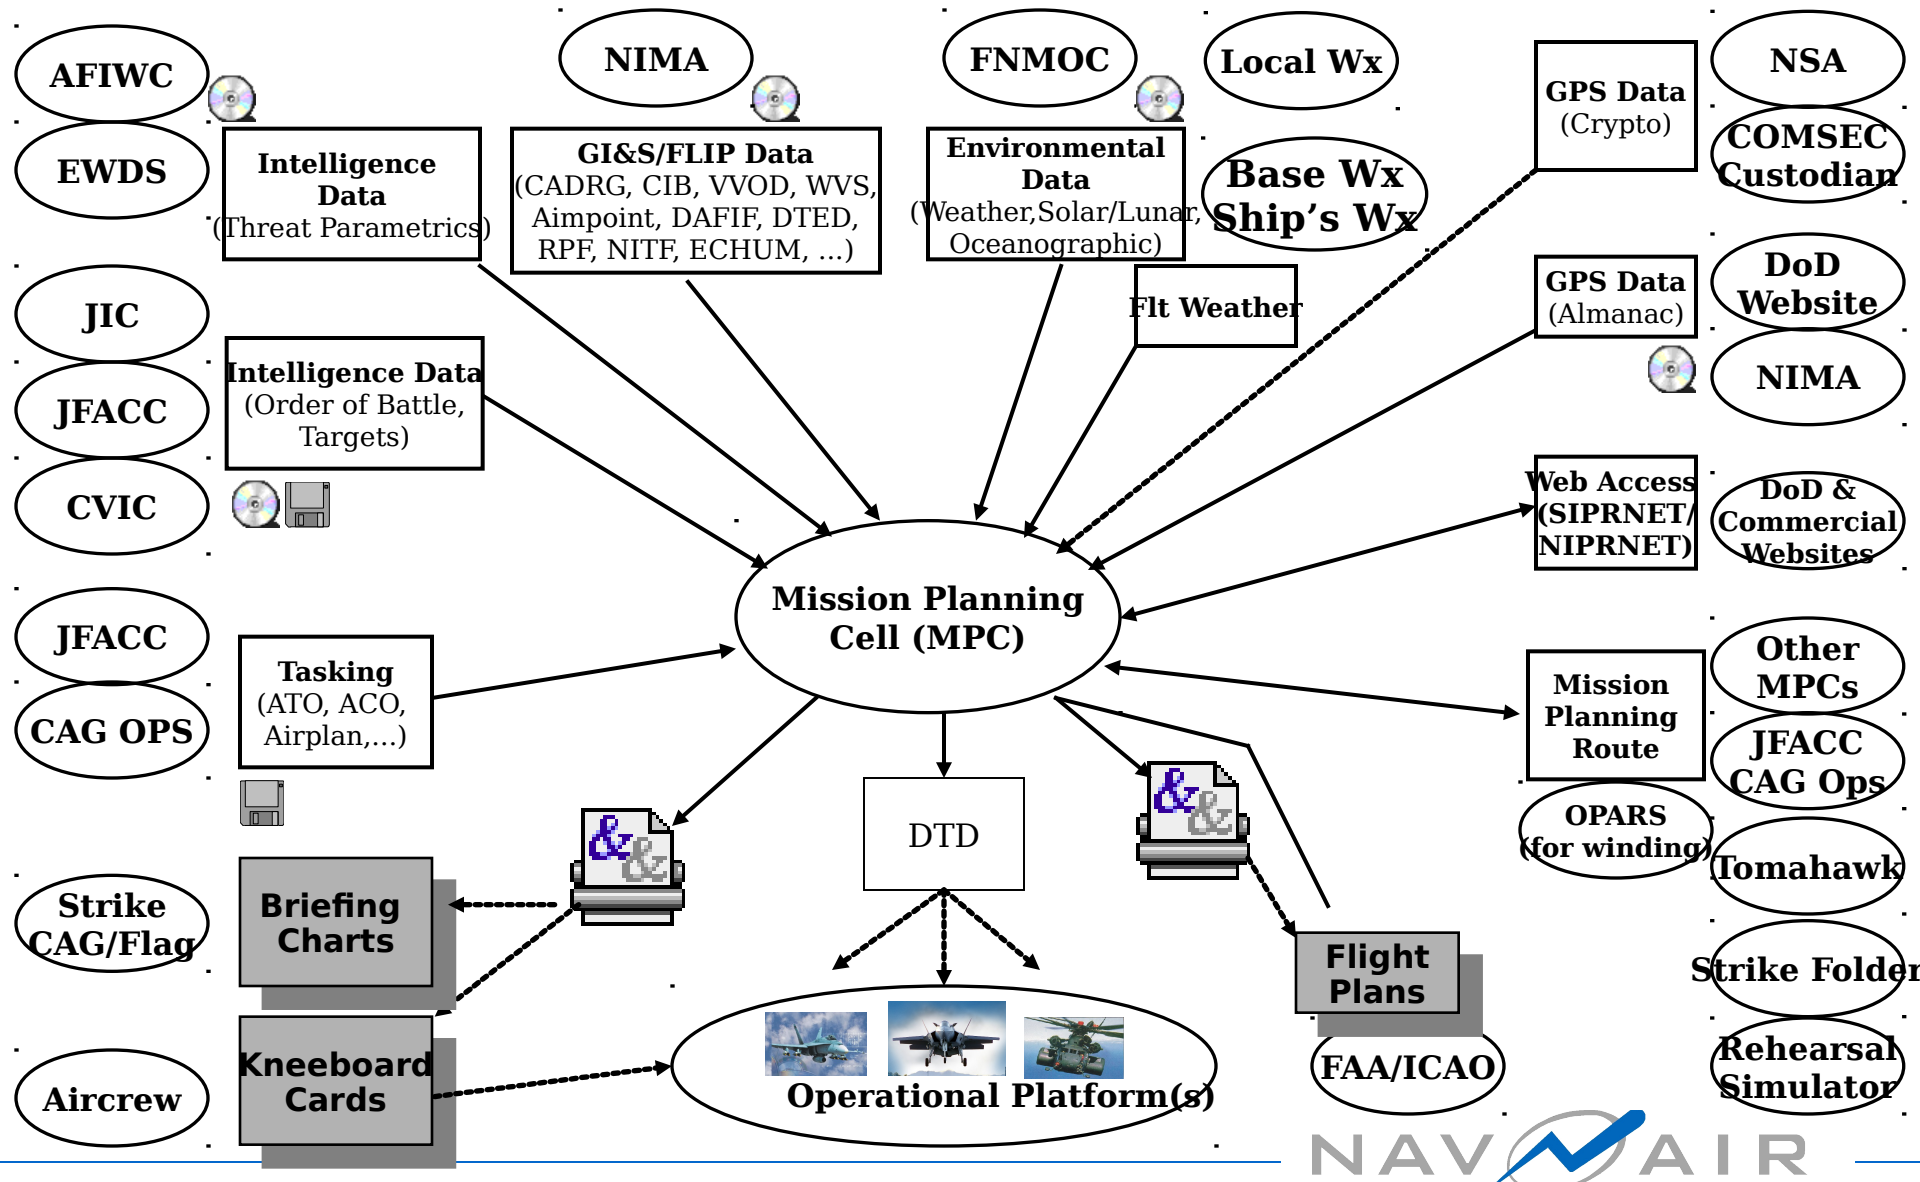 AFIWC
EWDS
Intelligence
Data
(Threat Parametrics)
NIMA
GI&S/FLIP Data
(CADRG, CIB, VVOD, WVS,
Aimpoint, DAFIF, DTED,
RPF, NITF, ECHUM, ...)
FNMOC
Environmental
Data
(Weather,Solar/Lunar,
Oceanographic)
Local Wx
Base Wx
Ship’s Wx
Flt Weather
GPS Data
(Crypto)
NSA
COMSEC
Custodian
GPS Data
(Almanac)
DoD
Website
NIMA
JIC
JFACC
CVIC
Intelligence Data
(Order of Battle,
Targets)
Web Access
(SIPRNET/
NIPRNET)
DoD &
Commercial
Websites
Mission Planning
Cell (MPC)
JFACC
CAG OPS
Tasking
(ATO, ACO,
Airplan,...)
Mission
Planning
Route
Other
MPCs
JFACC
CAG Ops
OPARS
(for winding)
Tomahawk
Strike Folder
Rehearsal
Simulator
&
&
DTD
&
&
Strike
CAG/Flag
Briefing
Charts
Aircrew
Kneeboard
Cards
Operational Platform(s)
Flight
Plans
FAA/ICAO
NAV AIR